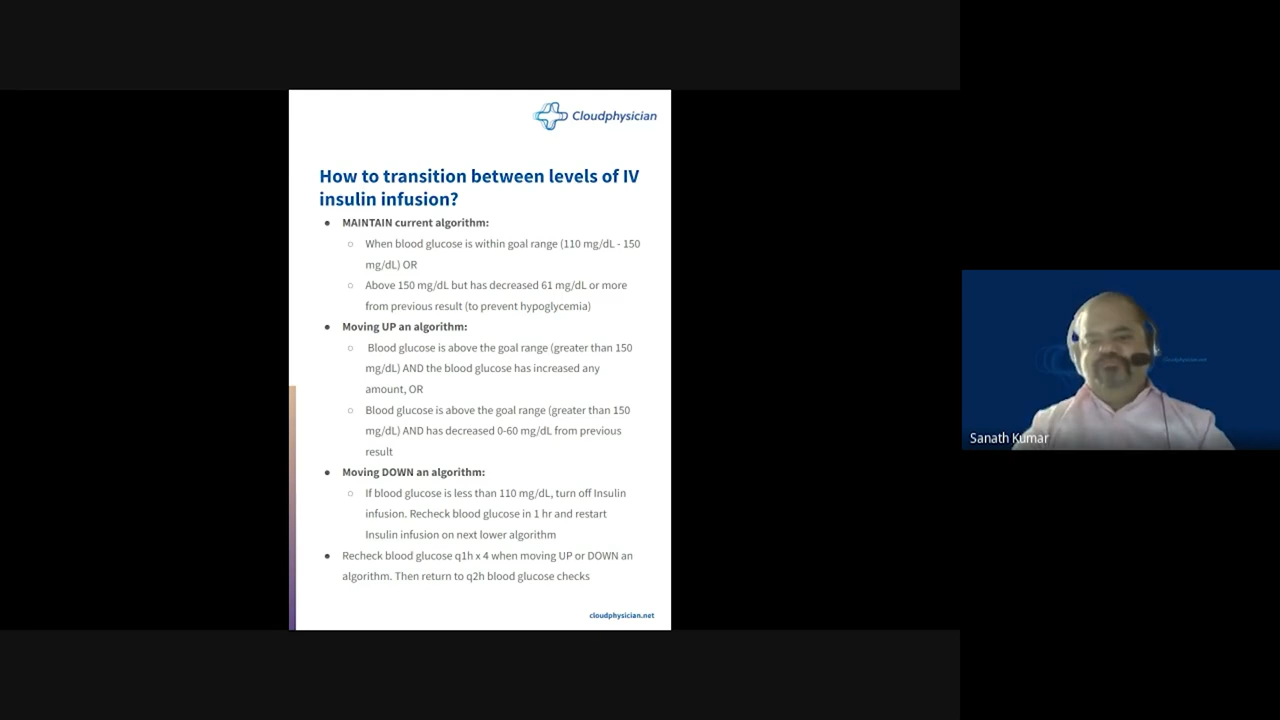 Cloudphysician
How to transition between levels of IV
insulin infusion?
● MAINTAIN current algorithm:
○ When blood glucose is within goal range (110 mg/dL - 150
mg/dL) OR
○ Above 150 mg/dL but has decreased 61 mg/dL or more
from previous result (to prevent hypoglycemia)
● Moving UP an algorithm:
○ Blood glucose is above the goal range (greater than 150
mg/dL) AND the blood glucose has increased any
amount, OR
○ Blood glucose is above the goal range (greater than 150
mg/dL) AND has decreased 0-60 mg/dL from previous
result
● Moving DOWN an algorithm:
○ If blood glucose is less than 110 mg/dL, turn off Insulin
infusion. Recheck blood glucose in 1 hr and restart
Insulin infusion on next lower algorithm
● Recheck blood glucose q1h x 4 when moving UP or DOWN an
algorithm. Then return to q2h blood glucose checks
cloudphysician.net
Cloudphysician.net
Sanath Kumar